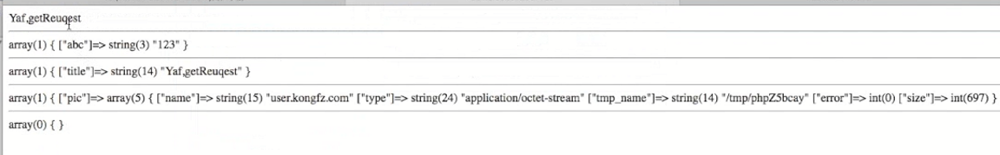 Yaf,getReuqest
array(1) { ["abc"]=> string(3) "123" }
array(1) { ["title"]=> string(14) "Yaf,getReuqest" }
array(1) { ["pic"]=> array(5) { ["name"]=> string(15) "user.kongfz.com" ["type"]=> string(24) "application/octet-stream" ["tmp_name"]=> string(14) "/tmp/phpZ5bcay" ["error"]=> int(0) ["size"]=> int(697) }
array(0) { }